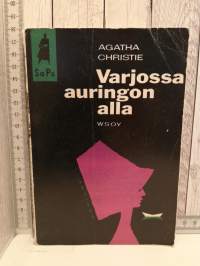 SaPo
AGATHA
CHRISTIE
Varjossa
auringon
alla
WSOY